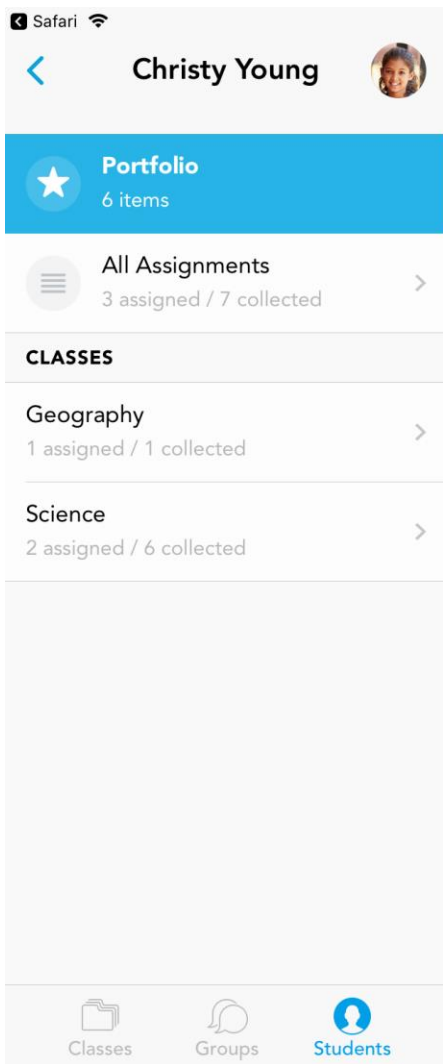 Safari
Christy Young
Portfolio
6 items
All Assignments
3 assigned / 7 collected
CLASSES
Geography
1 assigned / 1 collected
Science
2 assigned / 6 collected
Classes
Groups
Students